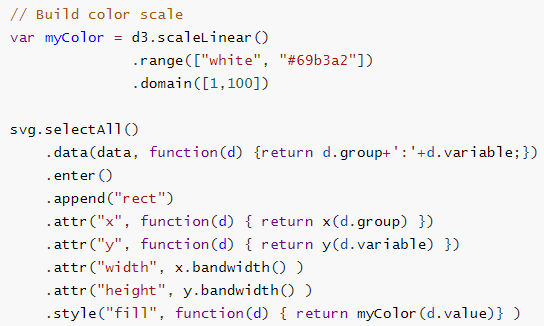 // Build color scale
var myColor = d3.scaleLinear()
              .range(["white", "#69b3a2"])
              .domain([1,100])

svg.selectAll()
    .data(data, function(d) {return d.group+':'+d.variable;})
    .enter()
    .append("rect")
    .attr("x", function(d) { return x(d.group) })
    .attr("y", function(d) { return y(d.variable) })
    .attr("width", x.bandwidth() )
    .attr("height", y.bandwidth() )
    .style("fill", function(d) { return myColor(d.value)} )